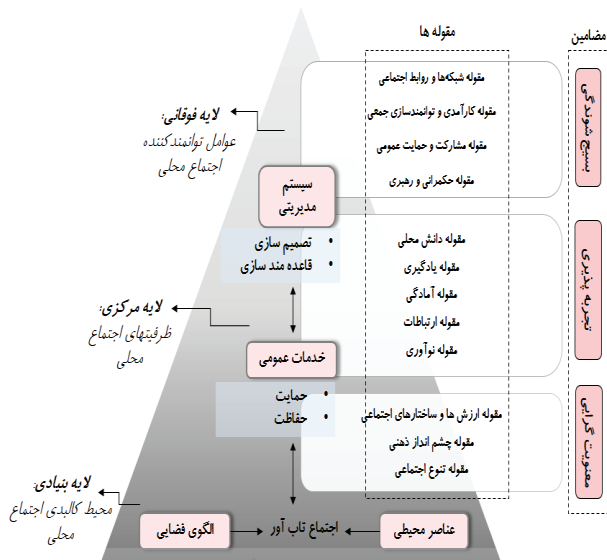 مضامین
مقوله ها
بسیج شوندگی
مقوله شبکه‌ها و روابط اجتماعی
مقوله کارآمدی و توانمندسازی جمعی
مقوله مشارکت و حمایت عمومی
مقوله حکمرانی و رهبری
لایه فوقانی:
عوامل توانمندکننده
اجتماع محلی
سیستم
مدیریتی
تصمیم سازی
قاعده مند سازی
تجربه پذیری
مقوله دانش محلی
مقوله یادگیری
مقوله آمادگی
مقوله ارتباطات
مقوله نوآوری
لایه مرکزی:
ظرفیتهای اجتماع
محلی
خدمات عمومی
حمایت
حفاظت
معنویت گرایی
مقوله ارزش ها و ساختارهای اجتماعی
مقوله چشم انداز ذهنی
مقوله تنوع اجتماعی
لایه بنیادی:
محیط کالبدی اجتماع
محلی
عناصر محیطی
اجتماع تاب آور
الگوی فضایی